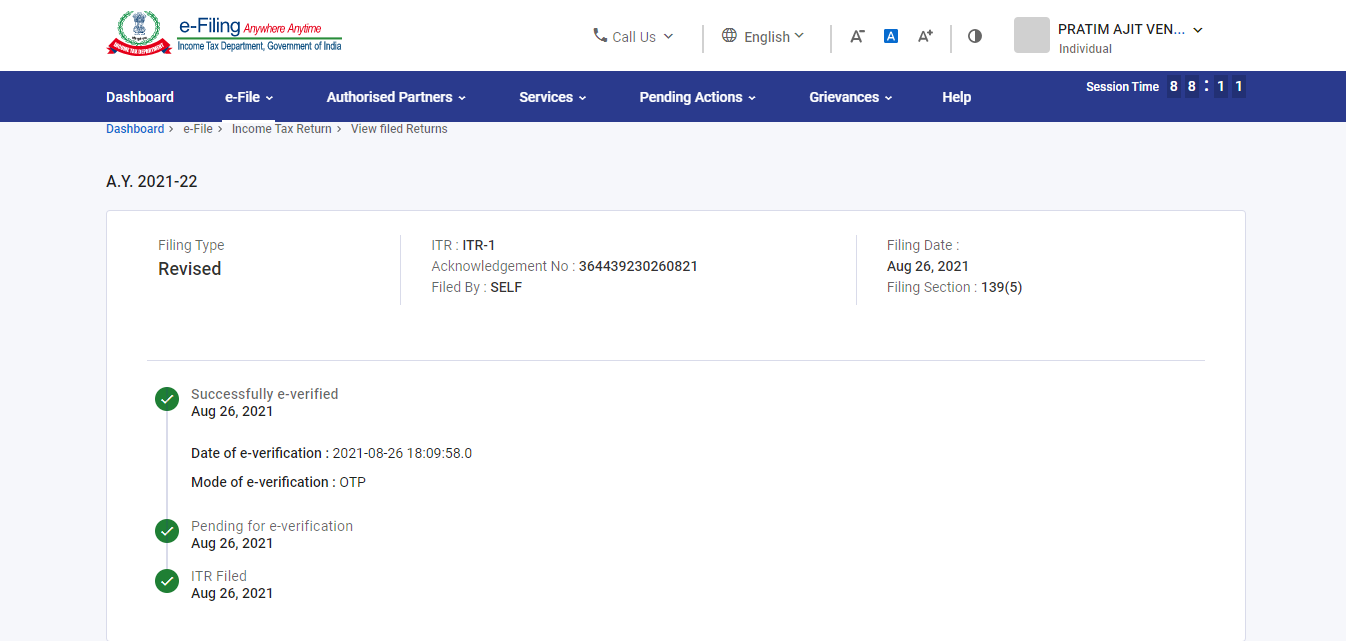 e-Filing Anywhere Anytime
Income Tax Department, Government of India
INCOME TAX DEPARTMENT
Call Us
English
A-
A
A+
PRATIM AJIT VEN...
Individual
Dashboard e-File Authorised Partners Services Pending Actions Grievances Help
Session Time 8 8 : 1 1
Dashboard > e-File > Income Tax Return > View filed Returns
A.Y. 2021-22
Filing Type
Revised
ITR : ITR-1
Acknowledgement No : 364439230260821
Filed By : SELF
Filing Date :
Aug 26, 2021
Filing Section : 139(5)
Successfully e-verified
Aug 26, 2021
Date of e-verification : 2021-08-26 18:09:58.0
Mode of e-verification : OTP
Pending for e-verification
Aug 26, 2021
ITR Filed
Aug 26, 2021